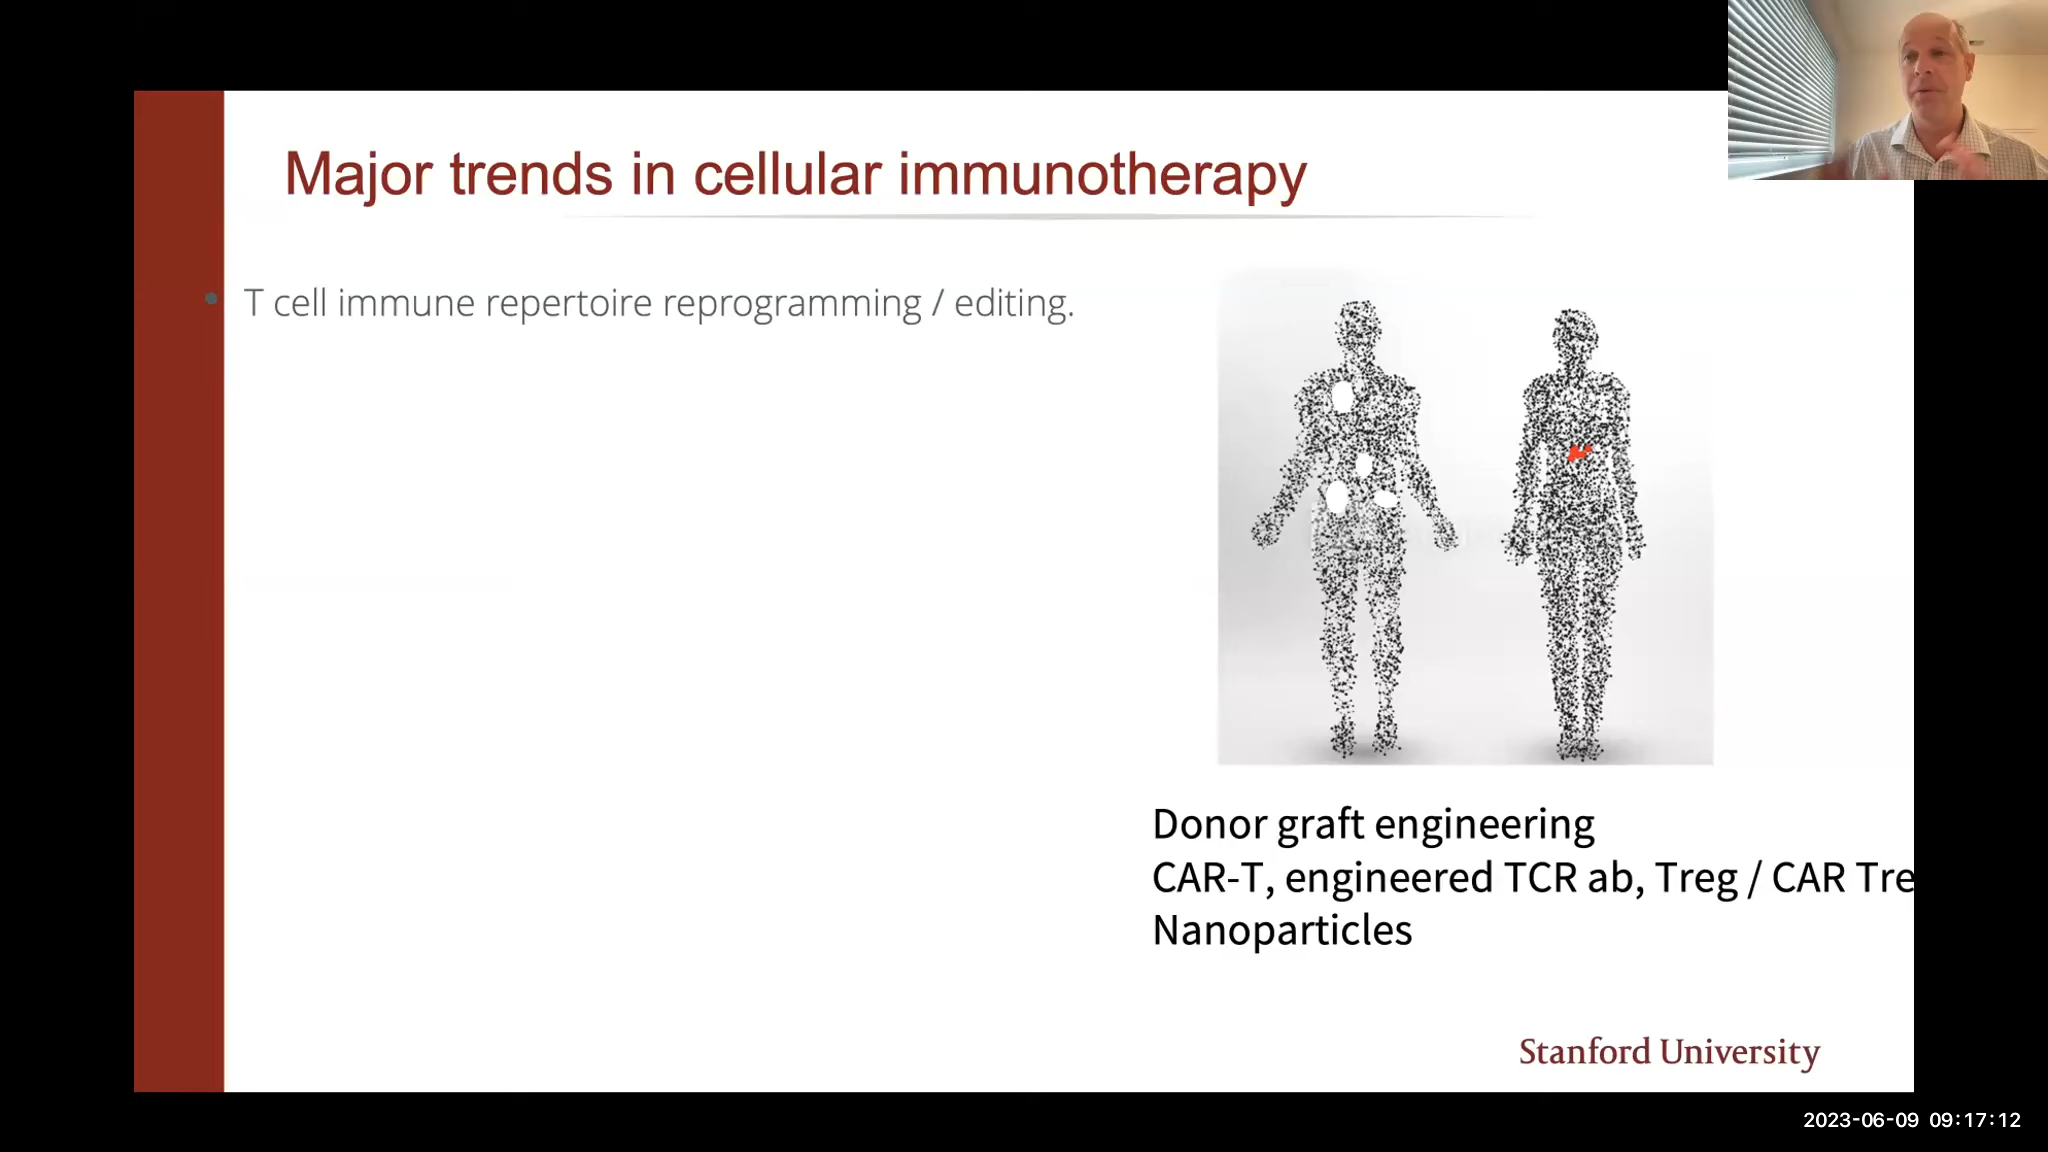 Major trends in cellular immunotherapy
• T cell immune repertoire reprogramming / editing.
Donor graft engineering
CAR-T, engineered TCR ab, Treg / CAR Tre
Nanoparticles
Stanford University
2023-06-09 09:17:12